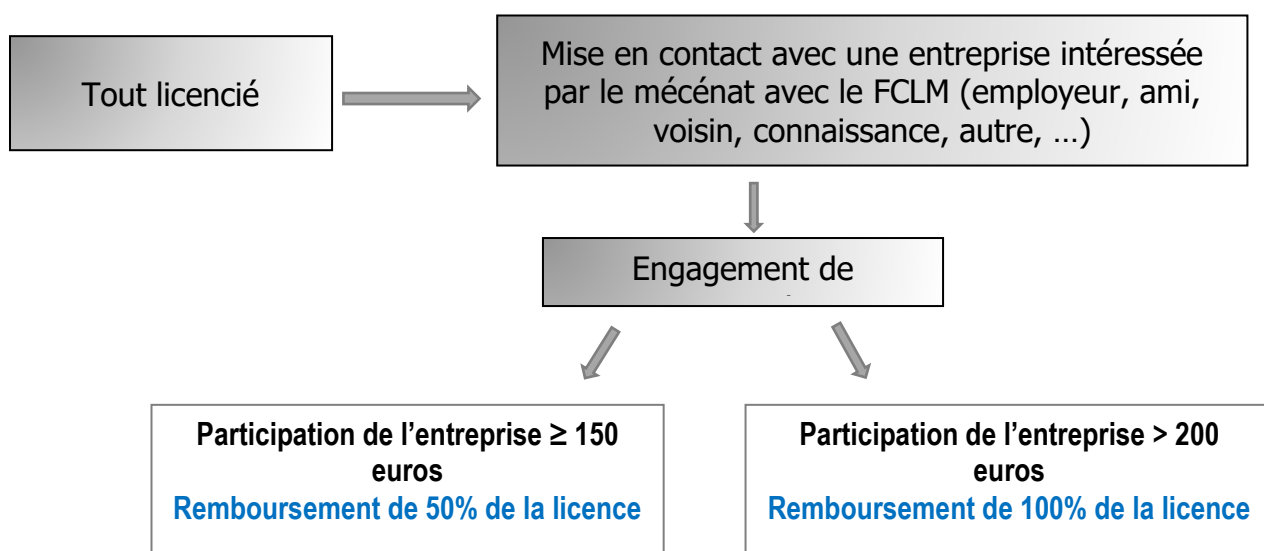 Tout licencié
Mise en contact avec une entreprise intéressée
par le mécénat avec le FCLM (employeur, ami,
voisin, connaissance, autre, …)
Engagement de
Participation de l’entreprise ≥ 150
euros
Remboursement de 50% de la licence
Participation de l’entreprise > 200
euros
Remboursement de 100% de la licence